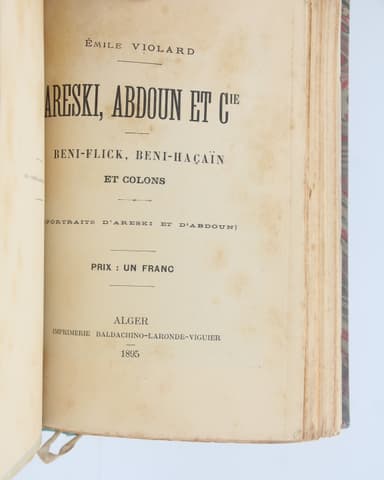 ÉMILE VIOLARD
ARESKI, ABDOUN ET CIE
BENI-FLICK, BENI-HAÇAÏN
ET COLONS
(PORTRAITS D'ARESKI ET D'ABDOUN)
PRIX : UN FRANC
ALGER
IMPRIMERIE BALDACHINO-LARONDE-VIGUIER
1895